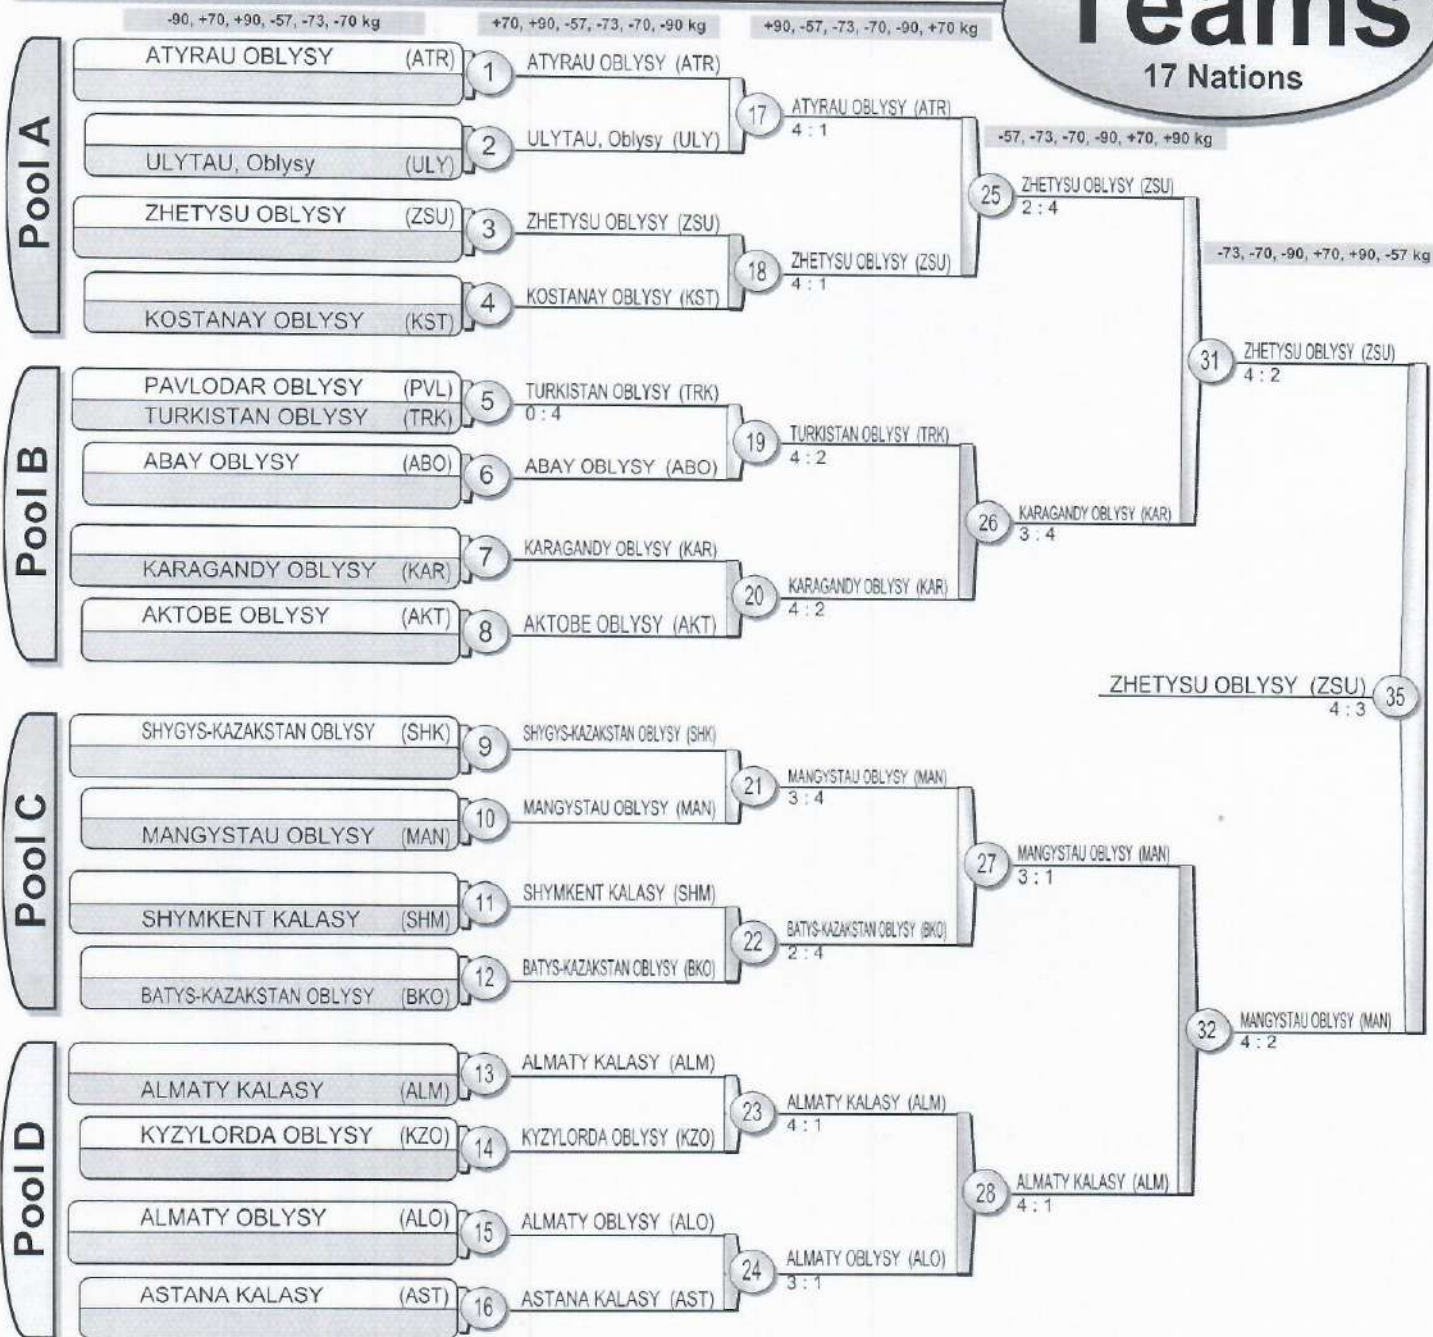 Teams
17 Nations
-90, +70, +90, -57, -73, -70 kg
+70, +90, -57, -73, -70, -90 kg
+90, -57, -73, -70, -90, +70 kg
-57, -73, -70, -90, +70, +90 kg
-73, -70, -90, +70, +90, -57 kg
Pool A
ATYRAU OBLYSY (ATR)
1
ULYTAU, Oblysy (ULY)
2
ZHETYSU OBLYSY (ZSU)
3
KOSTANAY OBLYSY (KST)
4
Pool B
PAVLODAR OBLYSY (PVL)
TURKISTAN OBLYSY (TRK)
5
ABAY OBLYSY (ABO)
6
KARAGANDY OBLYSY (KAR)
7
AKTOBE OBLYSY (AKT)
8
Pool C
SHYGYS-KAZAKSTAN OBLYSY (SHK)
9
MANGYSTAU OBLYSY (MAN)
10
SHYMKENT KALASY (SHM)
11
BATYS-KAZAKSTAN OBLYSY (BKO)
12
Pool D
ALMATY KALASY (ALM)
13
KYZYLORDA OBLYSY (KZO)
14
ALMATY OBLYSY (ALO)
15
ASTANA KALASY (AST)
16
ATYRAU OBLYSY (ATR)
ULYTAU, Oblysy (ULY)
17
ZHETYSU OBLYSY (ZSU)
KOSTANAY OBLYSY (KST)
18
TURKISTAN OBLYSY (TRK)
0 : 4
ABAY OBLYSY (ABO)
19
KARAGANDY OBLYSY (KAR)
AKTOBE OBLYSY (AKT)
20
SHYGYS-KAZAKSTAN OBLYSY (SHK)
MANGYSTAU OBLYSY (MAN)
21
SHYMKENT KALASY (SHM)
BATYS-KAZAKSTAN OBLYSY (BKO)
22
ALMATY KALASY (ALM)
KYZYLORDA OBLYSY (KZO)
23
ALMATY OBLYSY (ALO)
ASTANA KALASY (AST)
24
ATYRAU OBLYSY (ATR)
4 : 1
ZHETYSU OBLYSY (ZSU)
4 : 1
25
TURKISTAN OBLYSY (TRK)
4 : 2
KARAGANDY OBLYSY (KAR)
4 : 2
26
MANGYSTAU OBLYSY (MAN)
3 : 4
BATYS-KAZAKSTAN OBLYSY (BKO)
2 : 4
27
ALMATY KALASY (ALM)
4 : 1
ALMATY OBLYSY (ALO)
3 : 1
28
ZHETYSU OBLYSY (ZSU)
2 : 4
KARAGANDY OBLYSY (KAR)
3 : 4
31
MANGYSTAU OBLYSY (MAN)
3 : 1
ALMATY KALASY (ALM)
4 : 1
32
ZHETYSU OBLYSY (ZSU)
4 : 2
MANGYSTAU OBLYSY (MAN)
4 : 2
35
ZHETYSU OBLYSY (ZSU)
4 : 3